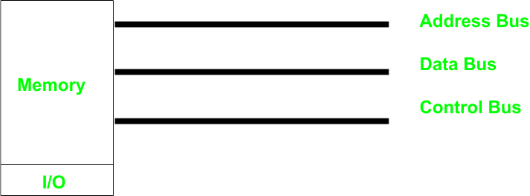 Address Bus
Data Bus
Memory
Control Bus
I/O